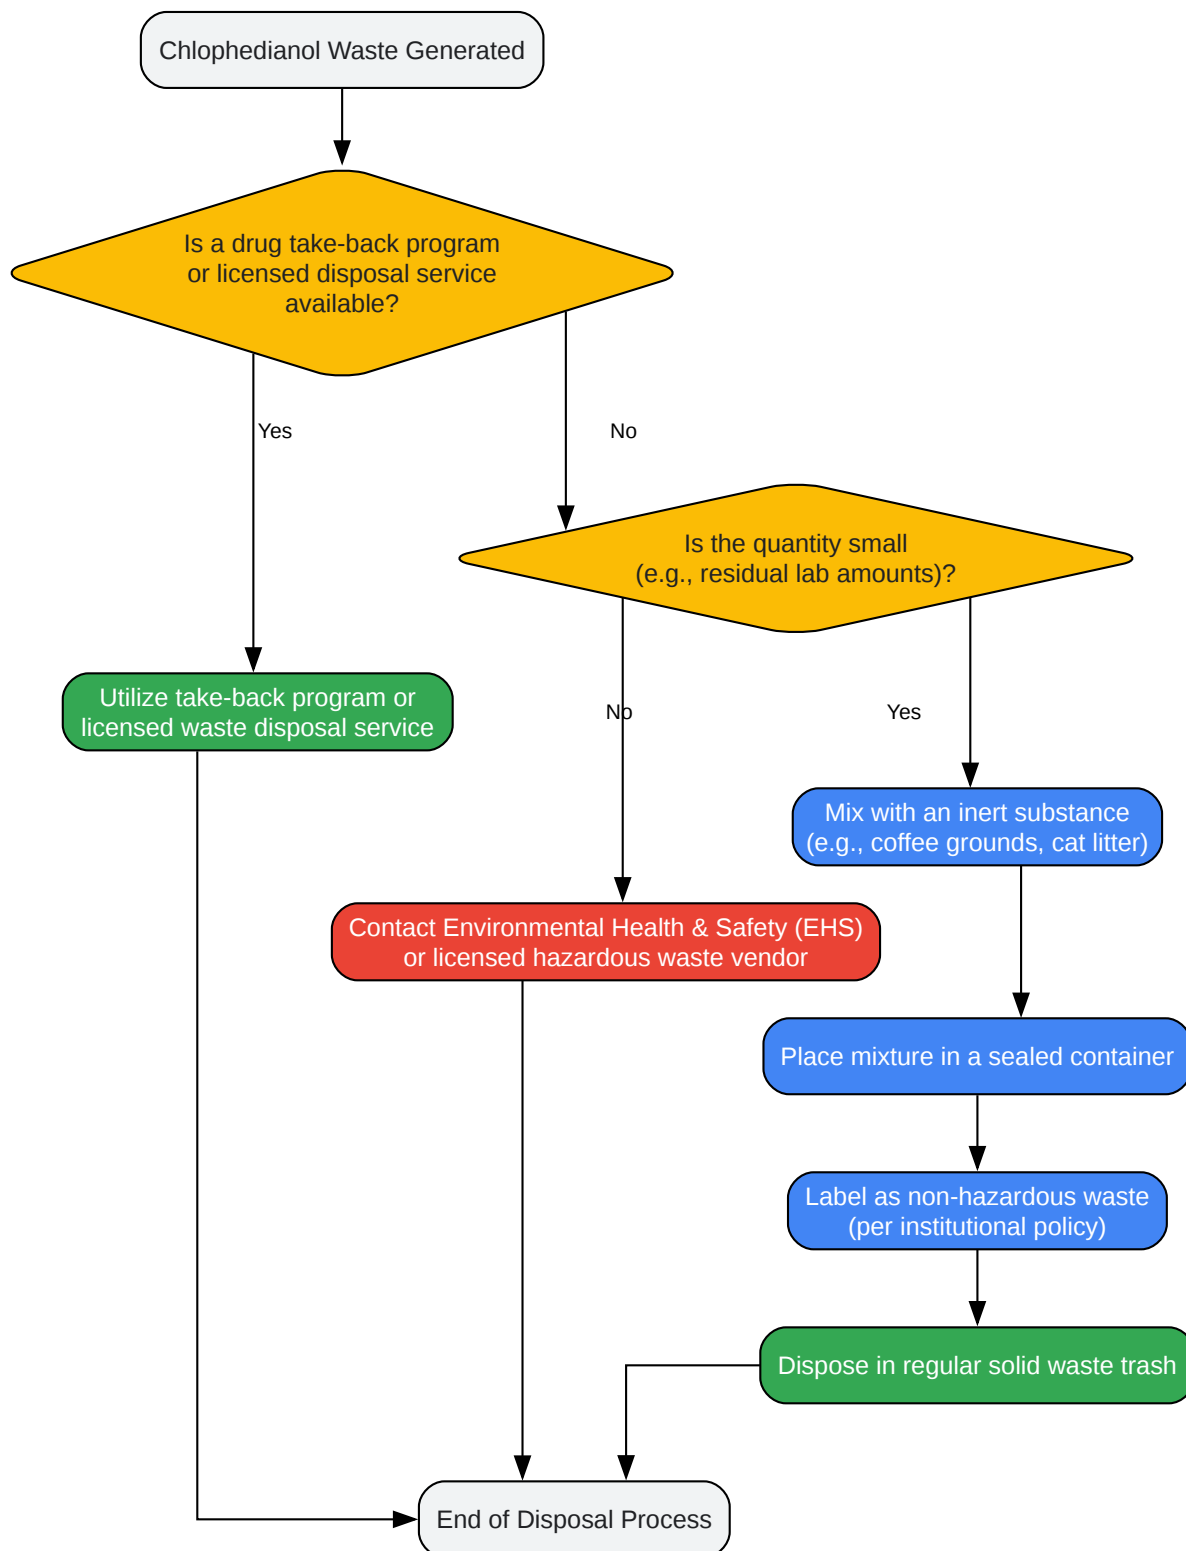 Chlophedianol Waste Generated
Is a drug take-back program
or licensed disposal service
available?
Yes
No
Is the quantity small
(e.g., residual lab amounts)?
Utilize take-back program or
licensed waste disposal service
No
Yes
Mix with an inert substance
(e.g., coffee grounds, cat litter)
Contact Environmental Health & Safety (EHS)
or licensed hazardous waste vendor
Place mixture in a sealed container
Label as non-hazardous waste
(per institutional policy)
Dispose in regular solid waste trash
End of Disposal Process